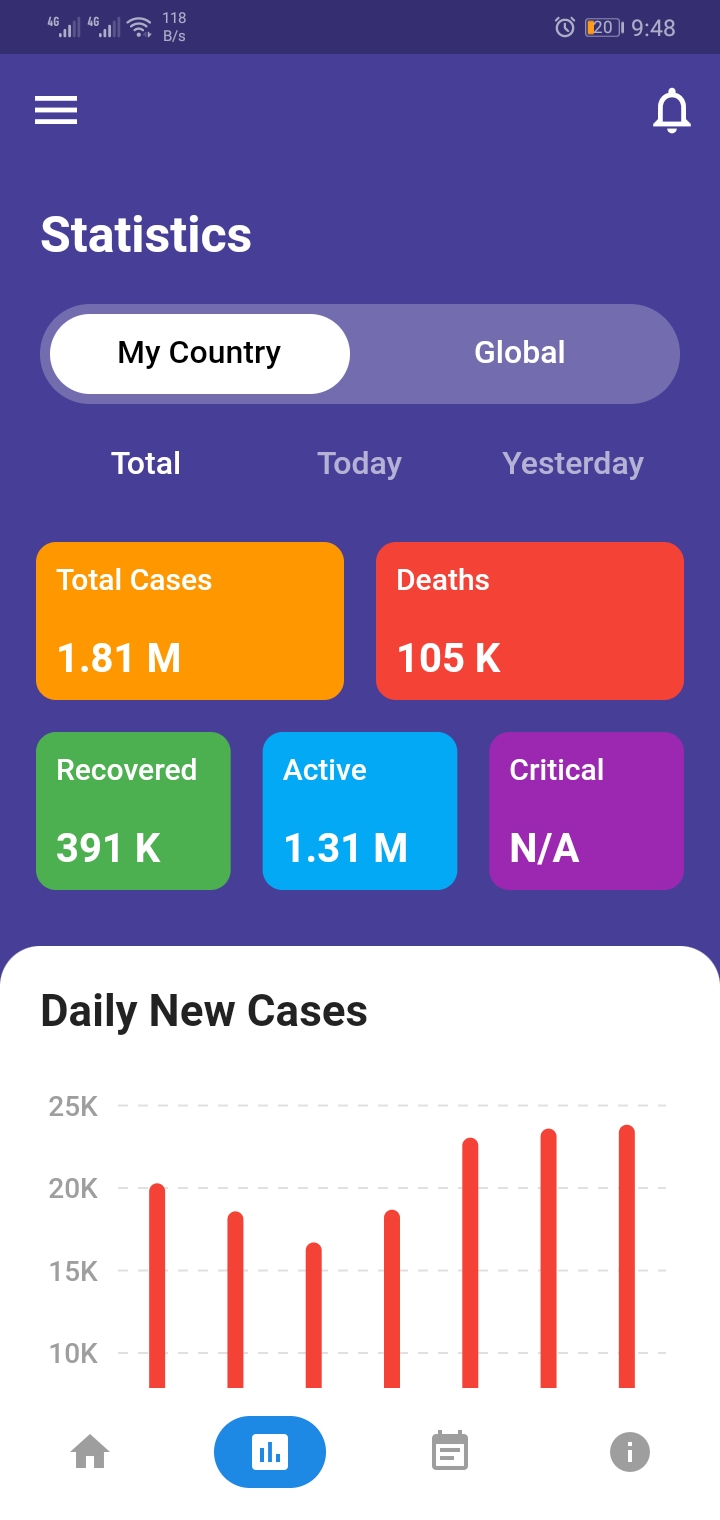 4G 4G 118 B/s 20 9:48
Statistics
My Country Global
Total Today Yesterday
Total Cases Deaths
1.81 M 105 K
Recovered Active Critical
391 K 1.31 M N/A
Daily New Cases
25K
20K
15K
10K